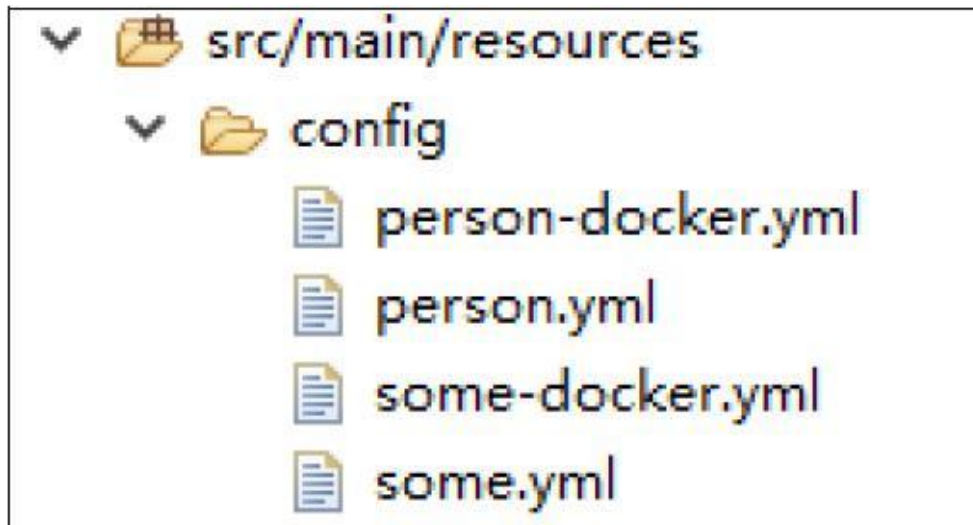 src/main/resources
config
person-docker.yml
person.yml
some-docker.yml
some.yml